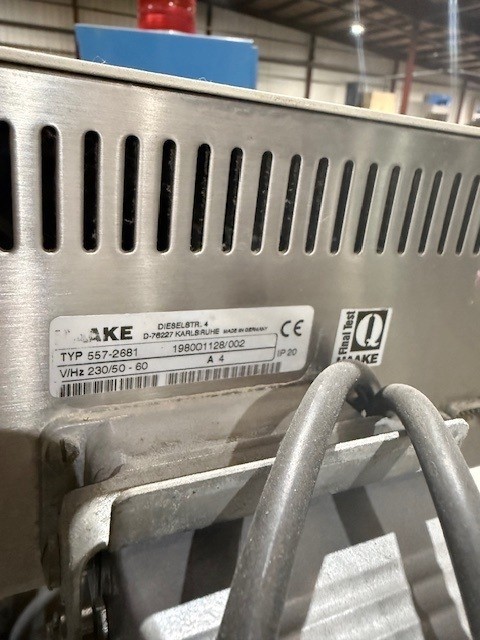 AKE DIESELSTR. 4
D-76227 KARLSRUHE MADE IN GERMANY
CE
TYP 557-2681 198001128/002
V/Hz 230/50 - 60 A 4 IP 20
Final Test
Q
HAAKE